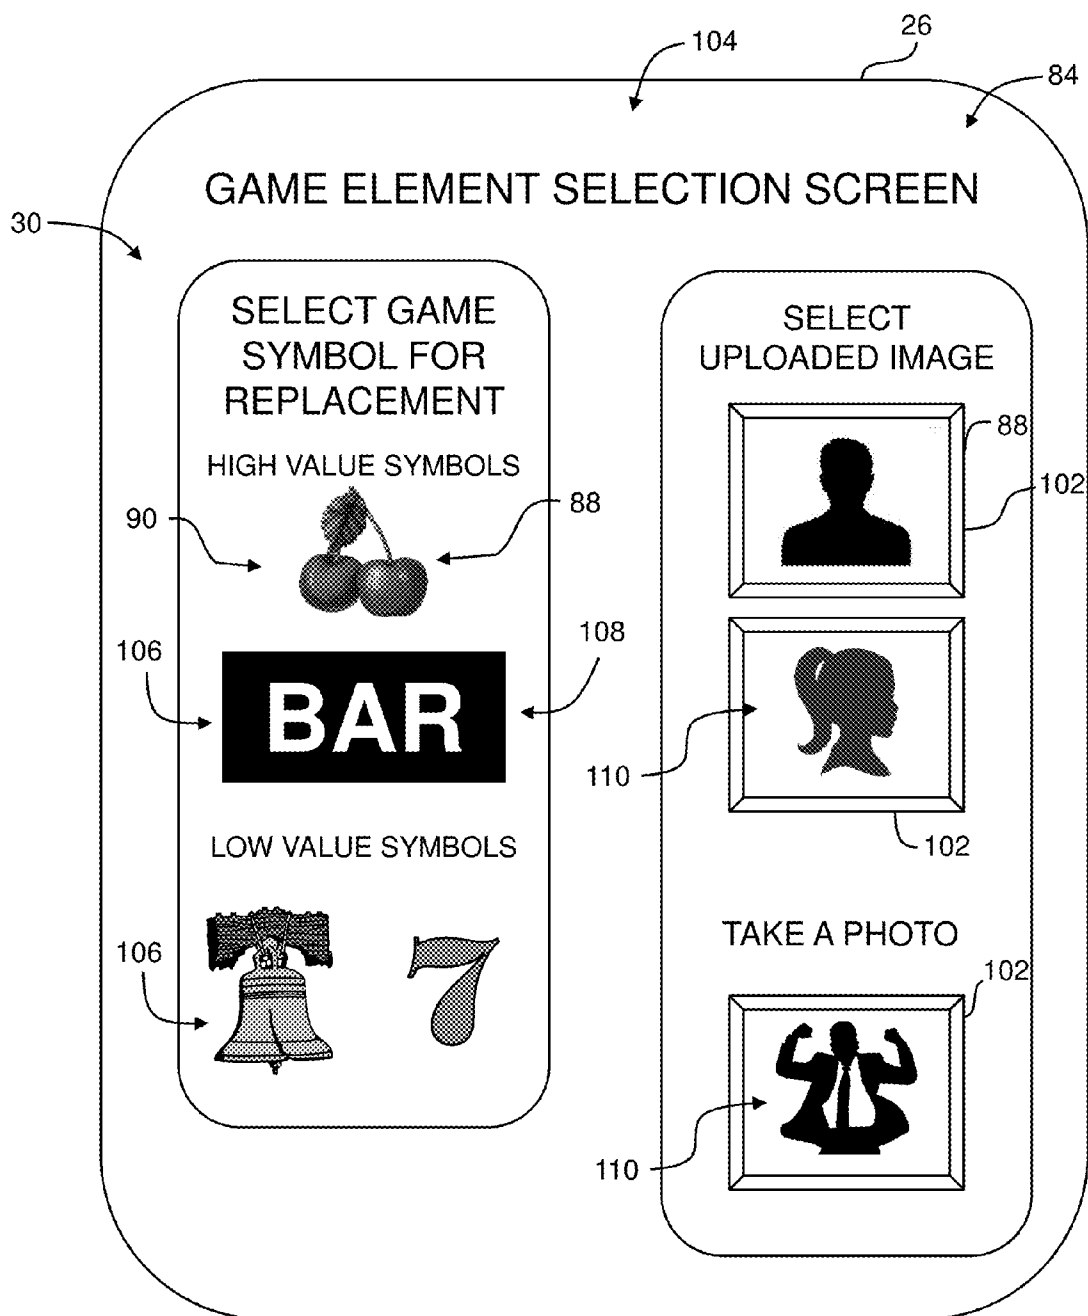 26
104
84
GAME ELEMENT SELECTION SCREEN
30
SELECT GAME
SYMBOL FOR
REPLACEMENT
HIGH VALUE SYMBOLS
90
88
106
BAR
108
LOW VALUE SYMBOLS
106
7
SELECT
UPLOADED IMAGE
88
102
110
102
TAKE A PHOTO
102
110